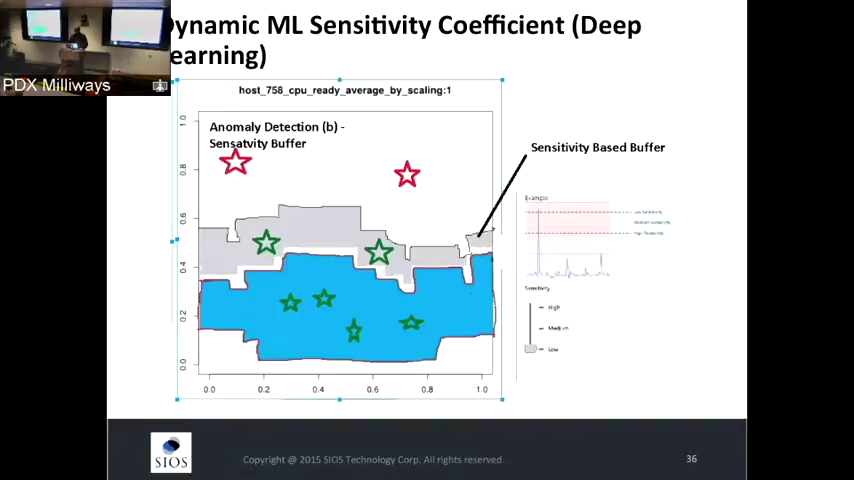 Dynamic ML Sensitivity Coefficient (Deep
Learning)
PDX Milliways
host_758_cpu_ready_average_by_scaling:1
Anomaly Detection (b) -
Sensatvity Buffer
Sensitivity Based Buffer
1.0
0.8
0.6
0.4
0.2
0.0
0.0 0.2 0.4 0.6 0.8 1.0
Example
Low Sensitivity
Medium Sensitivity
High Sensitivity
Sensitivity
High
Medium
Low
SIOS
Copyright @ 2015 SIOS Technology Corp. All rights reserved.
36